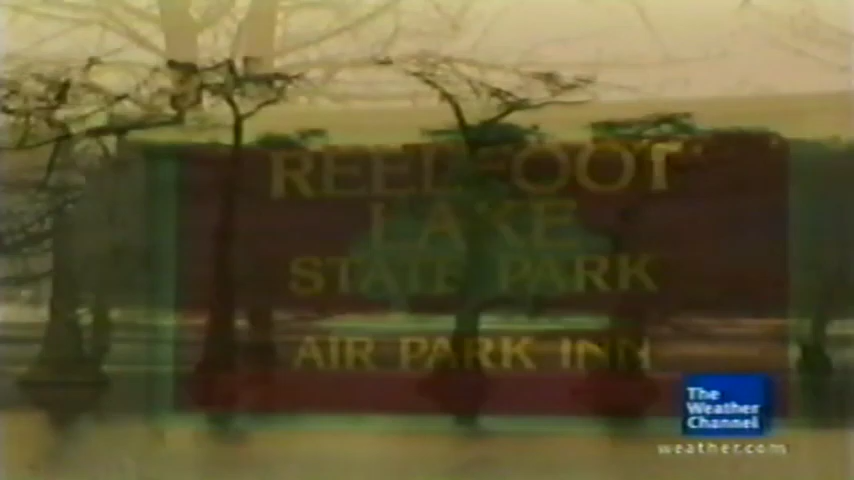 REELFOOT
LAKE
STATE PARK
AIR PARK INN
The
Weather
Channel
weather.com